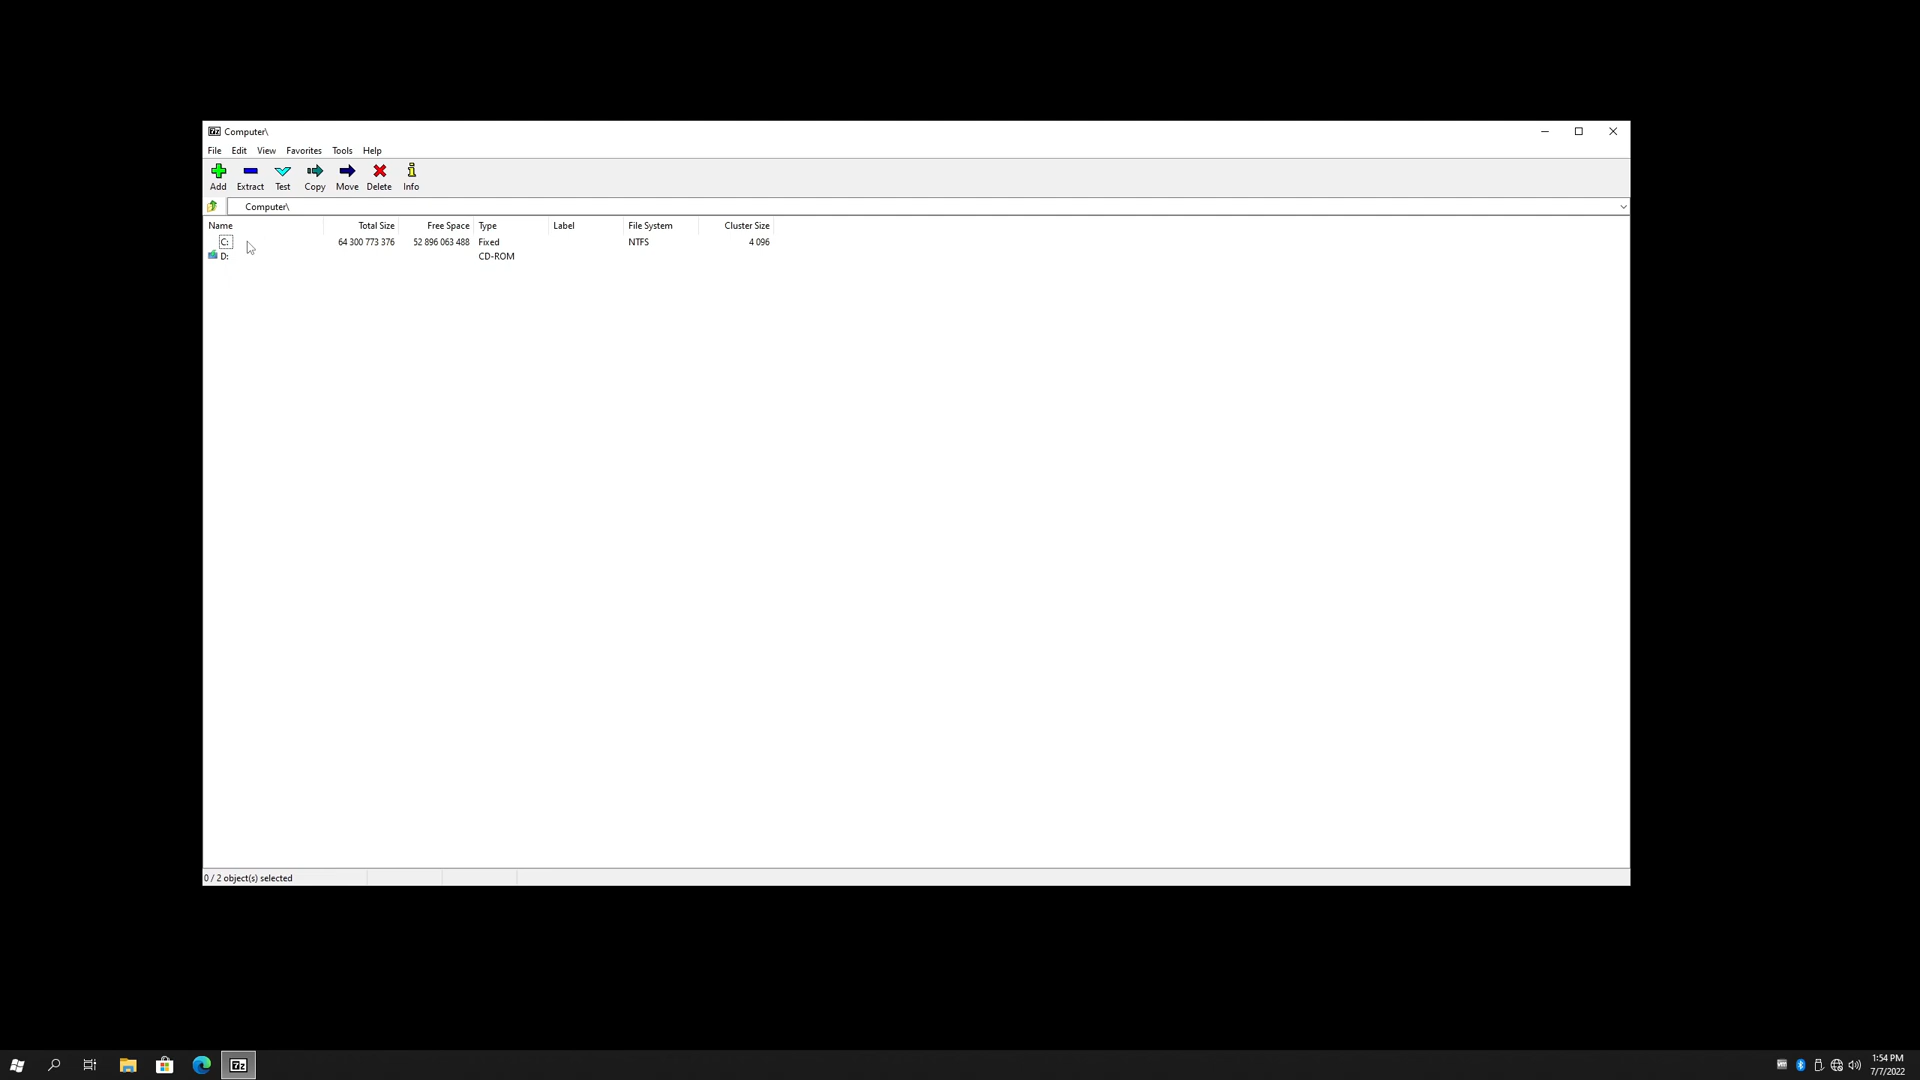 7z Computer\
File Edit View Favorites Tools Help
Add Extract Test Copy Move Delete Info
Computer\
Name Total Size Free Space Type Label File System Cluster Size
C: 64 300 773 376 52 896 063 488 Fixed NTFS 4 096
D: CD-ROM
0 / 2 object(s) selected
7z 1:54 PM
7/7/2022